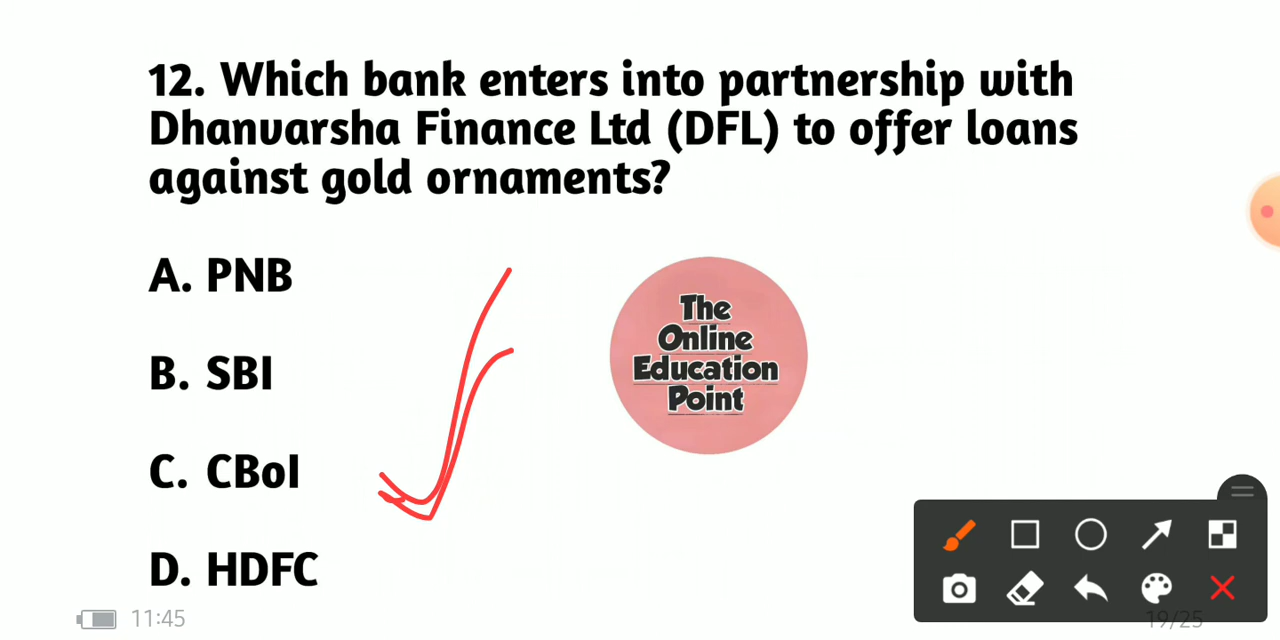 12. Which bank enters into partnership with
Dhanvarsha Finance Ltd (DFL) to offer loans
against gold ornaments?
A. PNB
B. SBI
C. CBoI
D. HDFC
The
Online
Education
Point
11:45
19/25